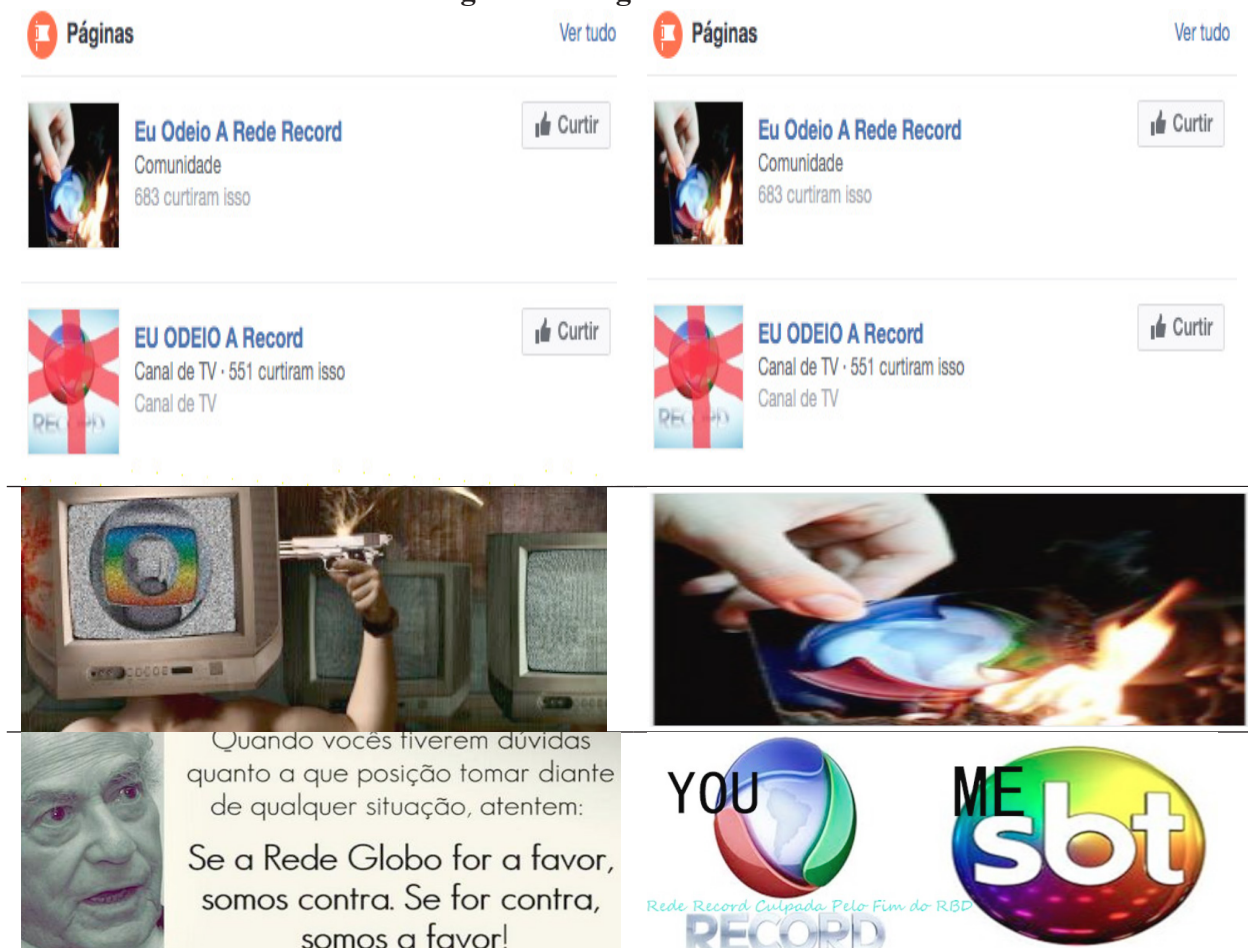 Páginas
Ver tudo
Eu Odeio A Rede Record
Curtir
Comunidade
683 curtiram isso
EU ODEIO A Record
Curtir
Canal de TV · 551 curtiram isso
Canal de TV
RECORD
Páginas
Ver tudo
Eu Odeio A Rede Record
Curtir
Comunidade
683 curtiram isso
EU ODEIO A Record
Curtir
Canal de TV · 551 curtiram isso
Canal de TV
RECORD
Quando vocês tiverem dúvidas
quanto a que posição tomar diante
de qualquer situação, atentem:
Se a Rede Globo for a favor,
somos contra. Se for contra,
somos a favor!
YOU
ME
sbt
Rede Record Culpada Pelo Fim do RBD
RECORD